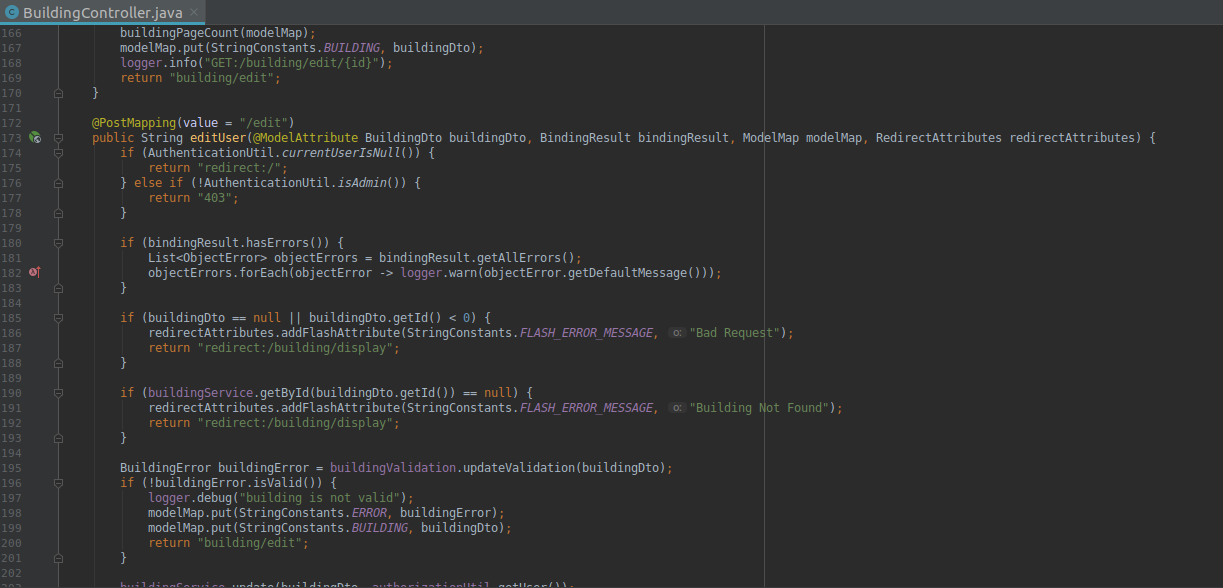 BuildingController.java
166 buildingPageCount(modelMap);
167 modelMap.put(StringConstants.BUILDING, buildingDto);
168 logger.info("GET:/building/edit/{id}");
169 return "building/edit";
170 }
171
172 @PostMapping(value = "/edit")
173 public String editUser(@ModelAttribute BuildingDto buildingDto, BindingResult bindingResult, ModelMap modelMap, RedirectAttributes redirectAttributes) {
174 if (AuthenticationUtil.currentUserIsNull()) {
175 return "redirect:/";
176 } else if (!AuthenticationUtil.isAdmin()) {
177 return "403";
178 }
179
180 if (bindingResult.hasErrors()) {
181 List<ObjectError> objectErrors = bindingResult.getAllErrors();
182 objectErrors.forEach(objectError -> logger.warn(objectError.getDefaultMessage()));
183 }
184
185 if (buildingDto == null || buildingDto.getId() < 0) {
186 redirectAttributes.addFlashAttribute(StringConstants.FLASH_ERROR_MESSAGE, o: "Bad Request");
187 return "redirect:/building/display";
188 }
189
190 if (buildingService.getById(buildingDto.getId()) == null) {
191 redirectAttributes.addFlashAttribute(StringConstants.FLASH_ERROR_MESSAGE, o: "Building Not Found");
192 return "redirect:/building/display";
193 }
194
195 BuildingError buildingError = buildingValidation.updateValidation(buildingDto);
196 if (!buildingError.isValid()) {
197 logger.debug("building is not valid");
198 modelMap.put(StringConstants.ERROR, buildingError);
199 modelMap.put(StringConstants.BUILDING, buildingDto);
200 return "building/edit";
201 }
202
203 buildingService.update(buildingDto, authorizationUtil.getUser());